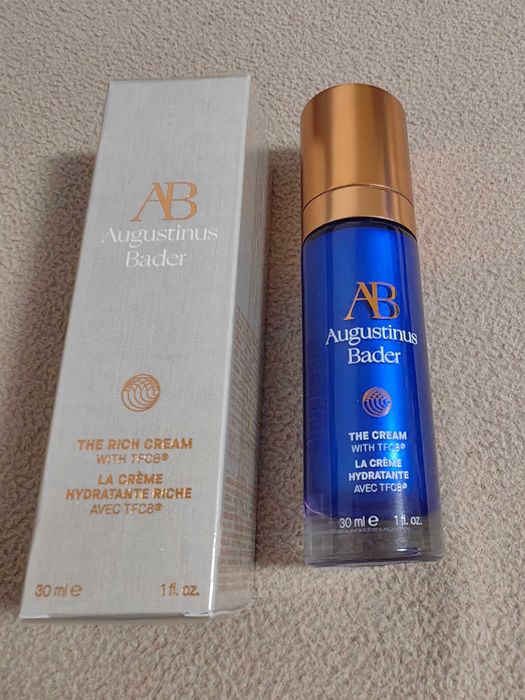 AB
Augustinus
Bader
THE RICH CREAM
WITH TFC8®
LA CRÈME
HYDRATANTE RICHE
AVEC TFC8®
30 ml e 1 fl. oz.
AB
Augustinus
Bader
THE CREAM
WITH TFC8®
LA CRÈME
HYDRATANTE
AVEC TFC8®
30 ml e 1 fl. oz.